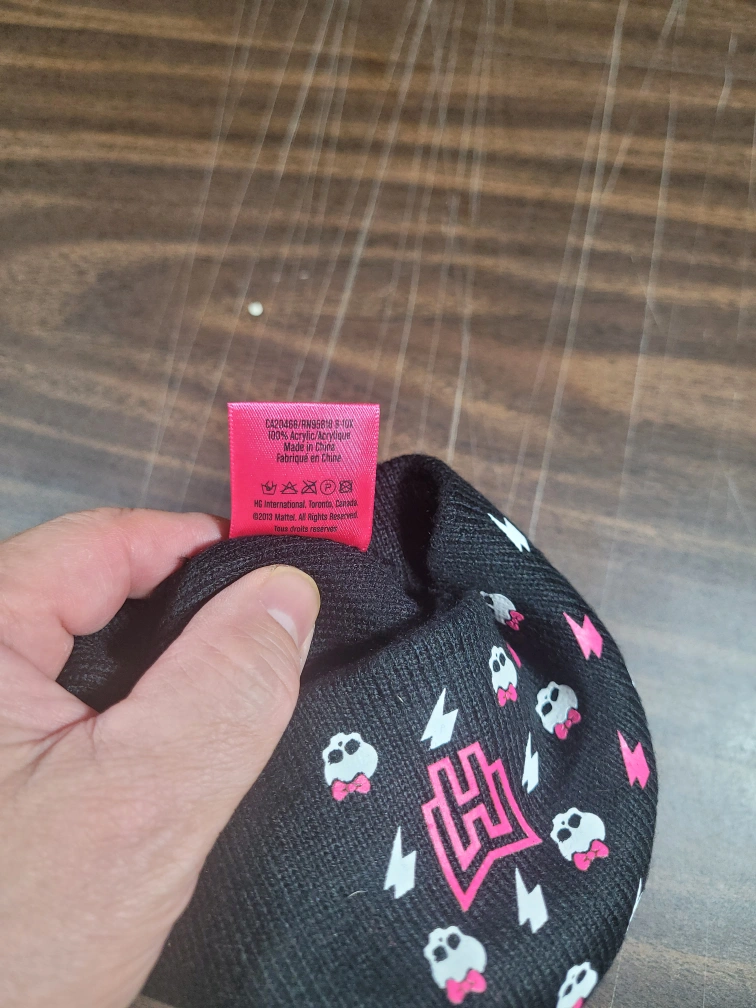 CA20466/RN95818 8-10X
100% Acrylic/Acrylique
Made in China
Fabriqué en Chine.
HG International. Toronto, Canada.
©2013 Mattel. All Rights Reserved.
Tous droits réservés
H